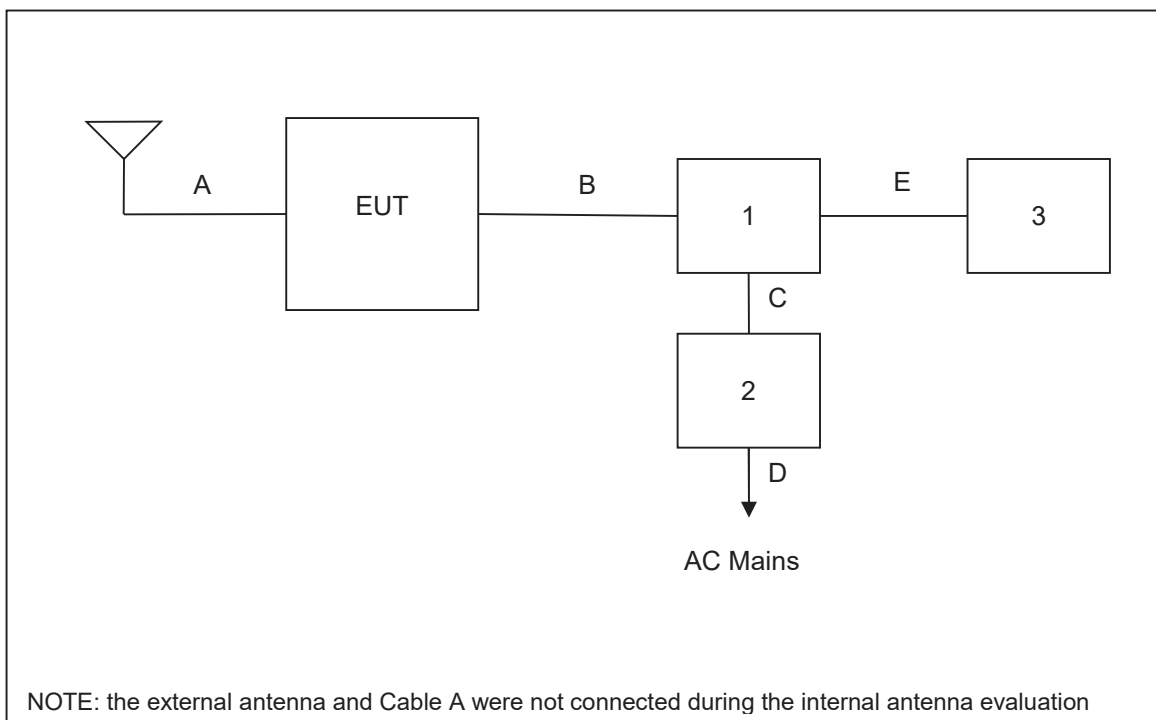 A
EUT
B
1
E
3
C
2
D
AC Mains
NOTE: the external antenna and Cable A were not connected during the internal antenna evaluation